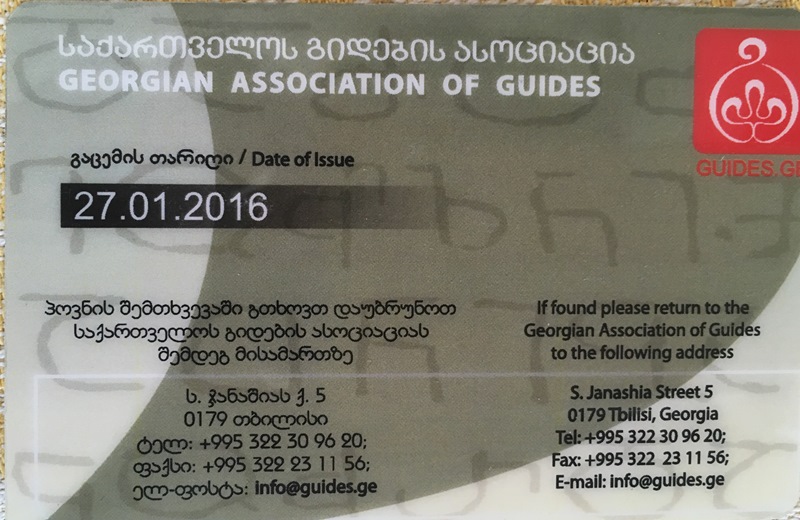 საქართველოს გიდების ასოციაცია
GEORGIAN ASSOCIATION OF GUIDES
GUIDES.GE
გაცემის თარიღი / Date of Issue
27.01.2016
პოვნის შემთხვევაში გთხოვთ დაუბრუნოთ
საქართველოს გიდების ასოციაციას
შემდეგ მისამართზე
ს. ჯანაშიას ქ. 5
0179 თბილისი
ტელ: +995 322 30 96 20;
ფაქსი: +995 322 23 11 56;
ელ-ფოსტა: info@guides.ge
If found please return to the
Georgian Association of Guides
to the following address
S. Janashia Street 5
0179 Tbilisi, Georgia
Tel: +995 322 30 96 20;
Fax: +995 322 23 11 56;
E-mail: info@guides.ge